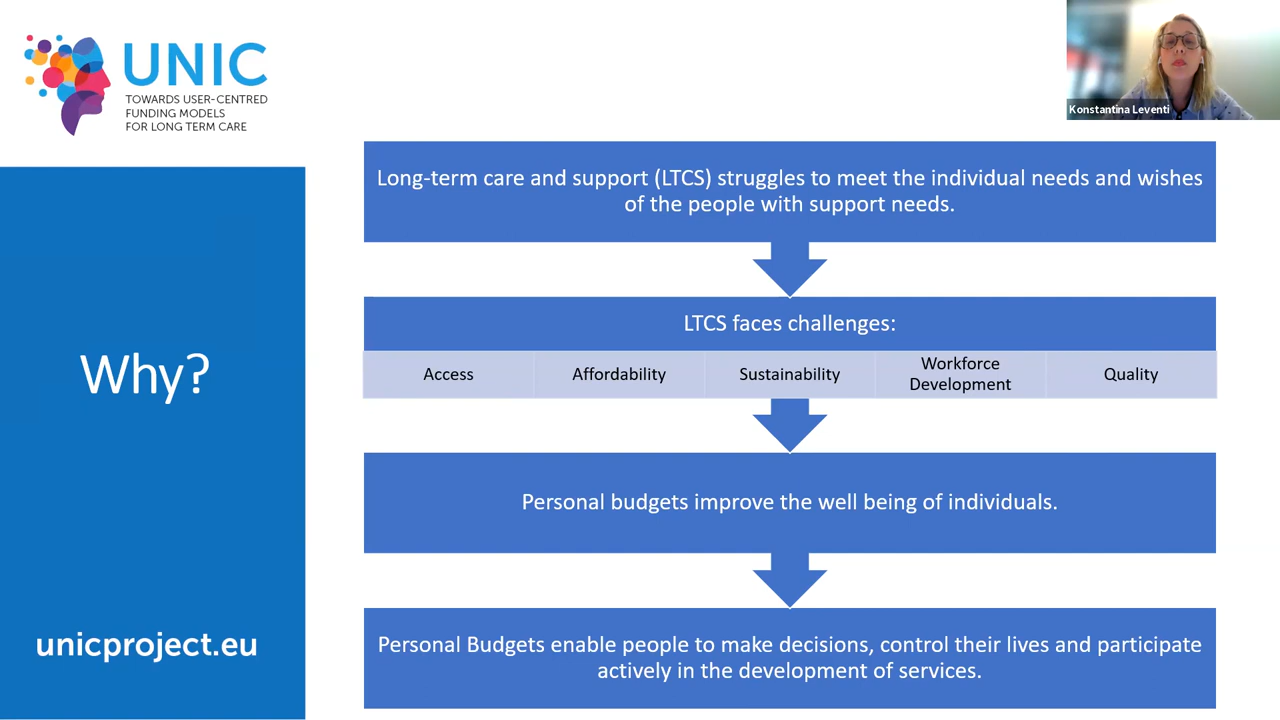 UNIC
TOWARDS USER-CENTRED
FUNDING MODELS
FOR LONG TERM CARE
Konstantina Leventi
Why?
unicproject.eu
Long-term care and support (LTCS) struggles to meet the individual needs and wishes
of the people with support needs.
LTCS faces challenges:
Access
Affordability
Sustainability
Workforce
Development
Quality
Personal budgets improve the well being of individuals.
Personal Budgets enable people to make decisions, control their lives and participate
actively in the development of services.